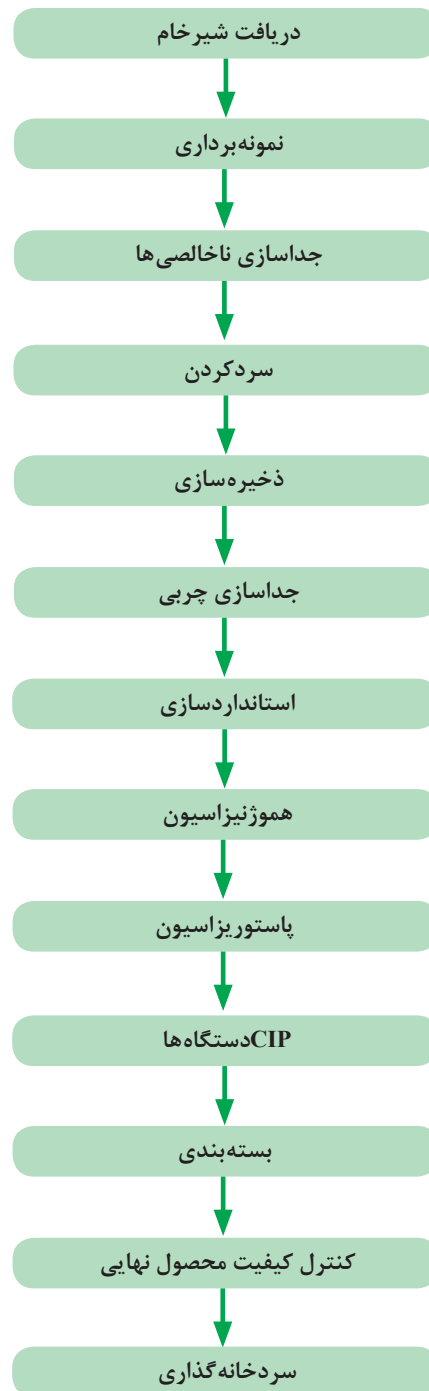 دریافت شیرخام
نمونه‌برداری
جداسازی ناخالصی‌ها
سردکردن
ذخیره‌سازی
جداسازی چربی
استانداردسازی
هموژنیزاسیون
پاستوریزاسیون
CIPدستگاه‌ها
بسته‌بندی
کنترل کیفیت محصول نهایی
سردخانه‌گذاری